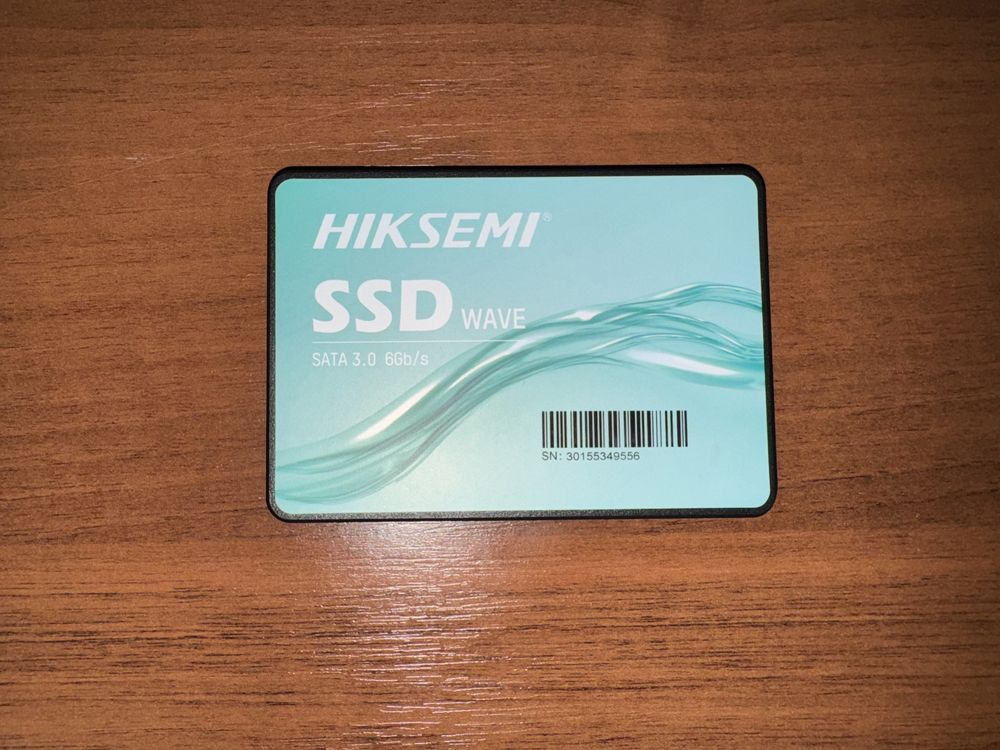 HIKSEMI®
SSD WAVE
SATA 3.0 6Gb/s
SN: 30155349556